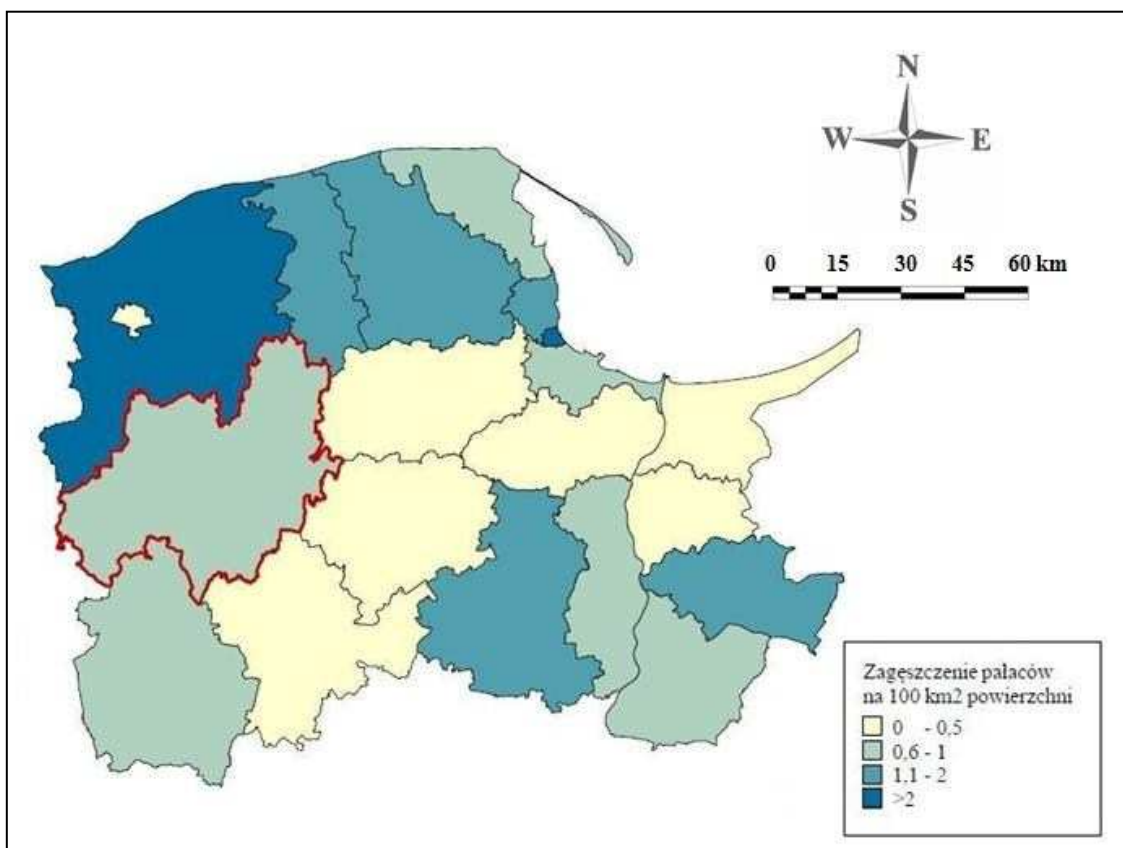 N
W E
S
0 15 30 45 60 km
Zagęszczenie pałaców
na 100 km2 powierzchni
0 - 0.5
0.6 - 1
1.1 - 2
>2